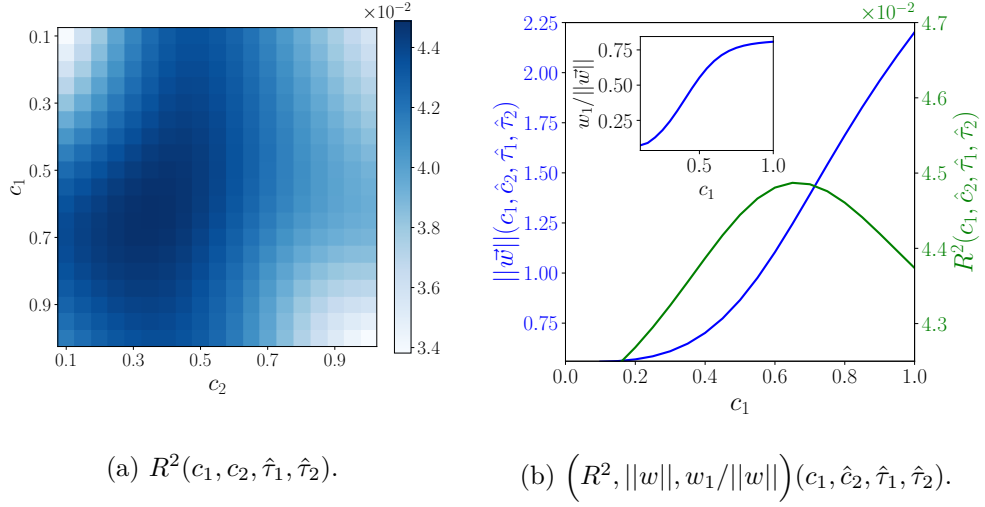 ×10⁻²
0.1
0.3
0.5
0.7
0.9
c₁
0.1 0.3 0.5 0.7 0.9
c₂
4.4
4.2
4.0
3.8
3.6
3.4
(a) R²(c₁, c₂, τ̂₁, τ̂₂).
×10⁻²
2.25
2.00
1.75
1.50
1.25
1.00
0.75
||w⃗||(c₁, ĉ₂, τ̂₁, τ̂₂)
0.75
0.50
0.25
w₁/||w⃗||
0.5 1.0
c₁
4.7
4.6
4.5
4.4
4.3
R²(c₁, ĉ₂, τ̂₁, τ̂₂)
0.0 0.2 0.4 0.6 0.8 1.0
c₁
(b) (R², ||w||, w₁/||w||)(c₁, ĉ₂, τ̂₁, τ̂₂).